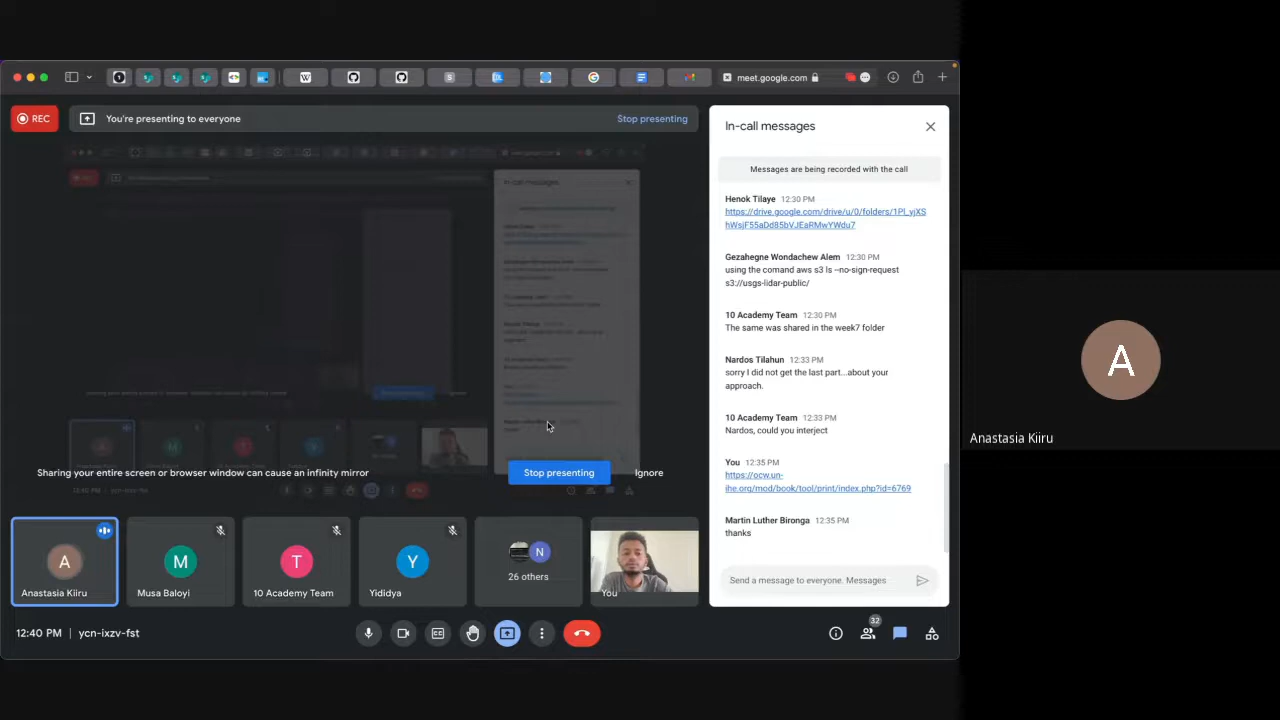 meet.google.com
REC
You're presenting to everyone
Stop presenting
In-call messages
Messages are being recorded with the call
Henok Tilaye 12:30 PM
https://drive.google.com/drive/u/0/folders/1Pl_yjXS
hWsjF55aDd85bVJEaRMwYWdu7
Gezahegne Wondachew Alem 12:30 PM
using the comand aws s3 ls --no-sign-request
s3://usgs-lidar-public/
10 Academy Team 12:30 PM
The same was shared in the week7 folder
Nardos Tilahun 12:33 PM
sorry I did not get the last part...about your
approach.
10 Academy Team 12:33 PM
Nardos, could you interject
You 12:35 PM
https://ocw.un-
ihe.org/mod/book/tool/print/index.php?id=6769
Martin Luther Bironga 12:35 PM
thanks
Send a message to everyone. Messages
Sharing your entire screen or browser window can cause an infinity mirror
Stop presenting
Ignore
A
Anastasia Kiiru
M
Musa Baloyi
T
10 Academy Team
Y
Yididya
N
26 others
You
12:40 PM | ycn-ixzv-fst
32
A
Anastasia Kiiru